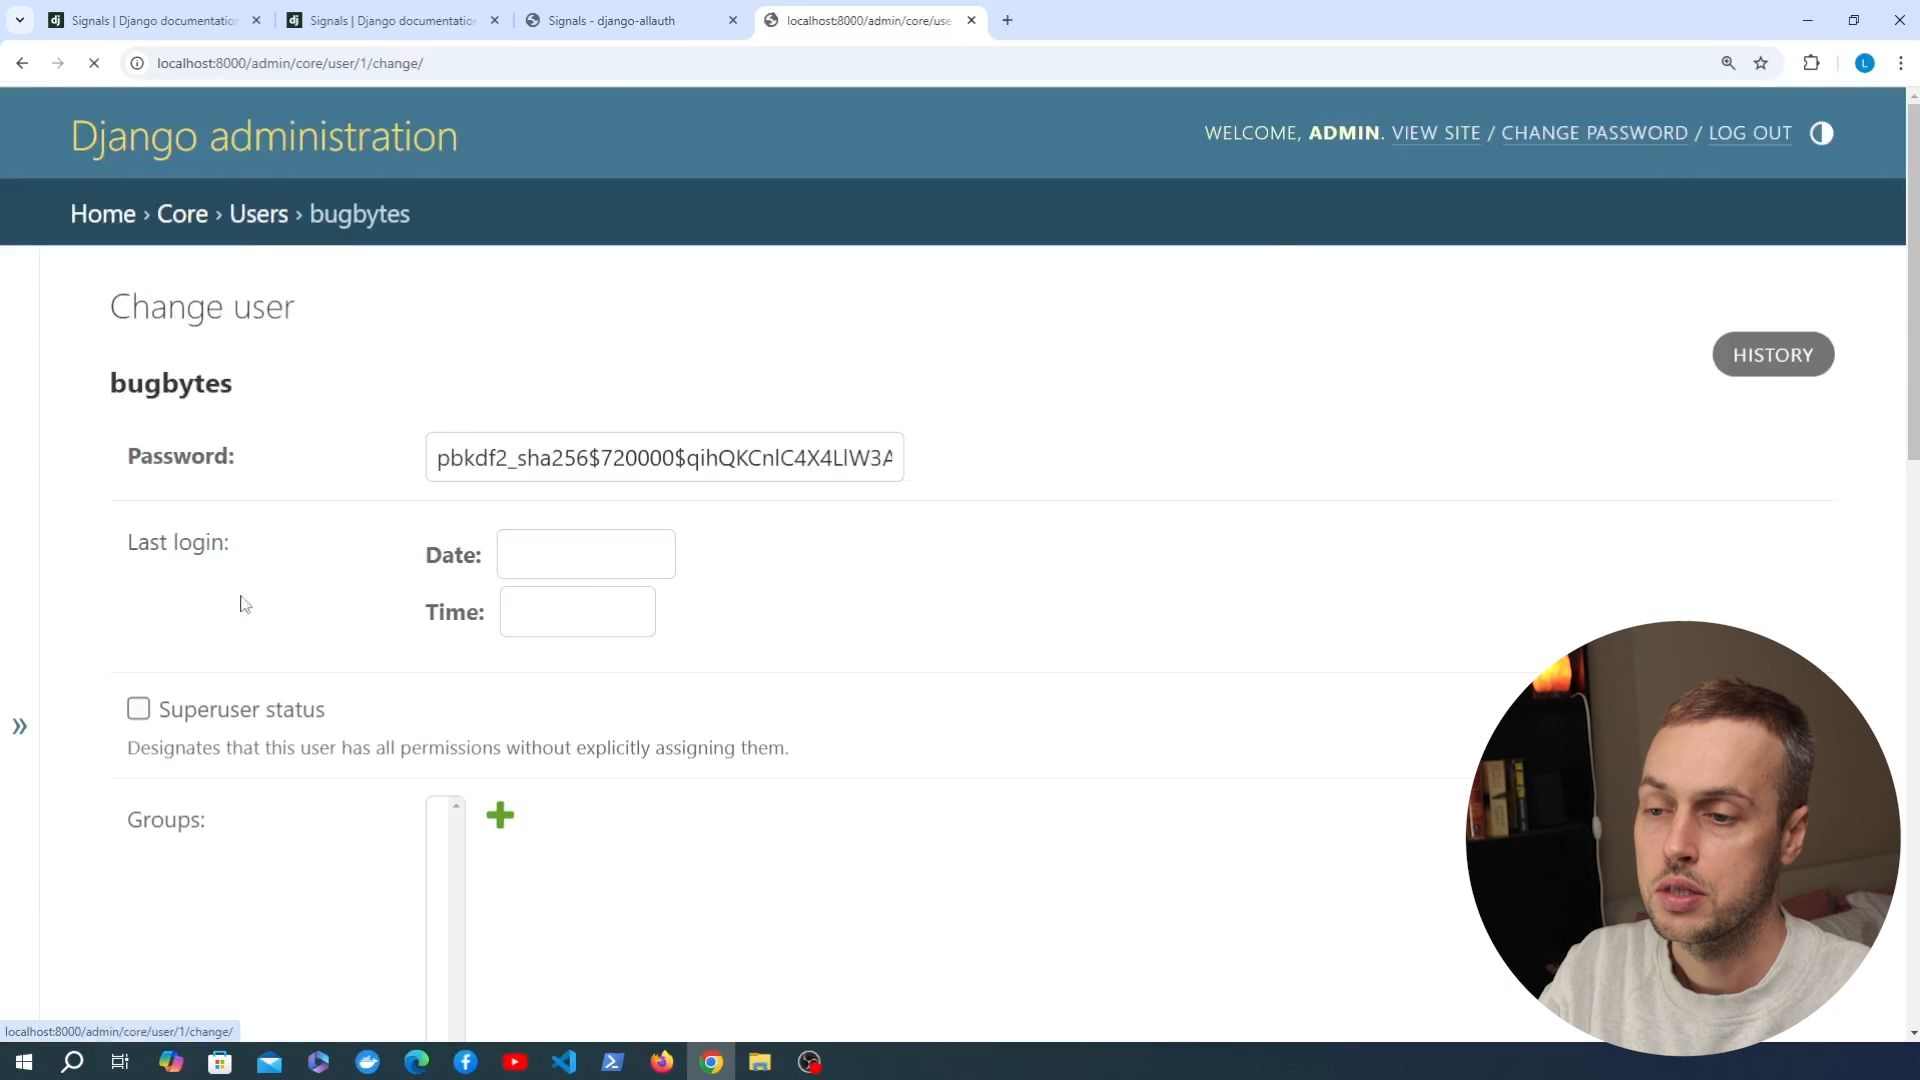 Signals | Django documentatio
Signals | Django documentatio
Signals - django-allauth
localhost:8000/admin/core/use
localhost:8000/admin/core/user/1/change/
L
Django administration
WELCOME, ADMIN. VIEW SITE / CHANGE PASSWORD / LOG OUT
Home › Core › Users › bugbytes
Change user
HISTORY
bugbytes
Password:
pbkdf2_sha256$720000$qihQKCnlC4X4LlW3A
Last login:
Date:
Time:
Superuser status
Designates that this user has all permissions without explicitly assigning them.
Groups:
localhost:8000/admin/core/user/1/change/